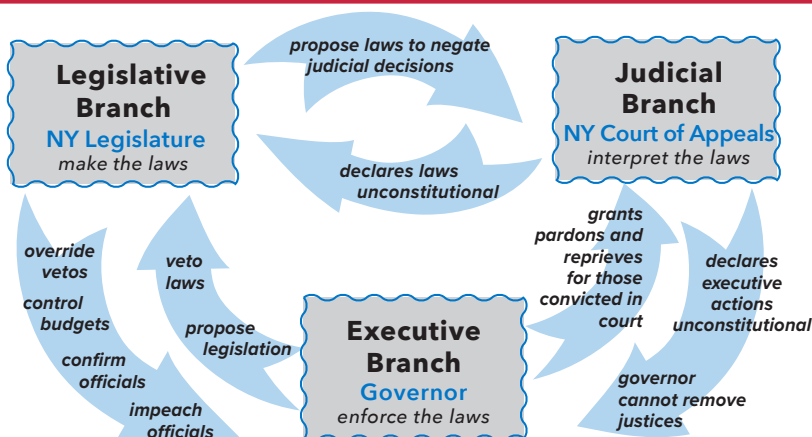 propose laws to negate
judicial decisions
Legislative
Branch
NY Legislature
make the laws
Judicial
Branch
NY Court of Appeals
interpret the laws
declares laws
unconstitutional
override
vetos
control
budgets
confirm
officials
impeach
officials
veto
laws
propose
legislation
Executive
Branch
Governor
enforce the laws
grants
pardons and
reprieves
for those
convicted in
court
declares
executive
actions
unconstitutional
governor
cannot remove
justices